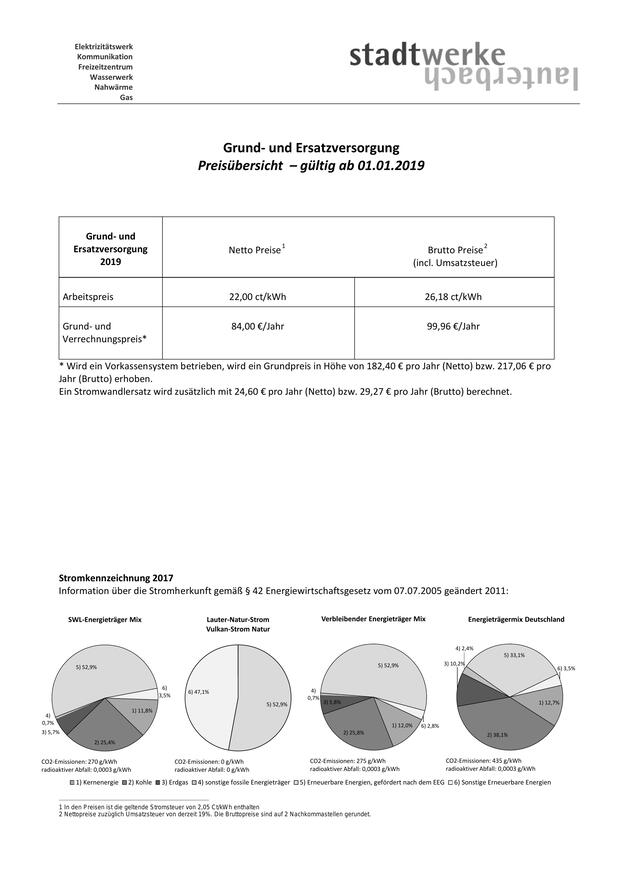 Elektrizitätswerk
Kommunikation
Freizeitzentrum
Wasserwerk
Nahwärme
Gas
stadtwerke
lauterbach
Grund- und Ersatzversorgung
Preisübersicht – gültig ab 01.01.2019
Grund- und
Ersatzversorgung
2019
Netto Preise1
Brutto Preise2
(incl. Umsatzsteuer)
Arbeitspreis
22,00 ct/kWh
26,18 ct/kWh
Grund- und
Verrechnungspreis*
84,00 €/Jahr
99,96 €/Jahr
* Wird ein Vorkassensystem betrieben, wird ein Grundpreis in Höhe von 182,40 € pro Jahr (Netto) bzw. 217,06 € pro
Jahr (Brutto) erhoben.
Ein Stromwandlersatz wird zusätzlich mit 24,60 € pro Jahr (Netto) bzw. 29,27 € pro Jahr (Brutto) berechnet.
Stromkennzeichnung 2017
Information über die Stromherkunft gemäß § 42 Energiewirtschaftsgesetz vom 07.07.2005 geändert 2011:
SWL-Energieträger Mix
5) 52,9%
6)
3,5%
1) 11,8%
4)
0,7%
3) 5,7%
2) 25,4%
CO2-Emissionen: 270 g/kWh
radioaktiver Abfall: 0,0003 g/kWh
Lauter-Natur-Strom
Vulkan-Strom Natur
6) 47,1%
5) 52,9%
CO2-Emissionen: 0 g/kWh
radioaktiver Abfall: 0 g/kWh
Verbleibender Energieträger Mix
5) 52,9%
4)
0,7%
3) 5,8%
2) 25,8%
1) 12,0%
6) 2,8%
CO2-Emissionen: 275 g/kWh
radioaktiver Abfall: 0,0003 g/kWh
Energieträgermix Deutschland
4) 2,4%
5) 33,1%
3) 10,2%
6) 3,5%
1) 12,7%
2) 38,1%
CO2-Emissionen: 435 g/kWh
radioaktiver Abfall: 0,0003 g/kWh
1) Kernenergie 2) Kohle 3) Erdgas 4) sonstige fossile Energieträger 5) Erneuerbare Energien, gefördert nach dem EEG 6) Sonstige Erneuerbare Energien
1 In den Preisen ist die geltende Stromsteuer von 2,05 Ct/kWh enthalten
2 Nettopreise zuzüglich Umsatzsteuer von derzeit 19%. Die Bruttopreise sind auf 2 Nachkommastellen gerundet.